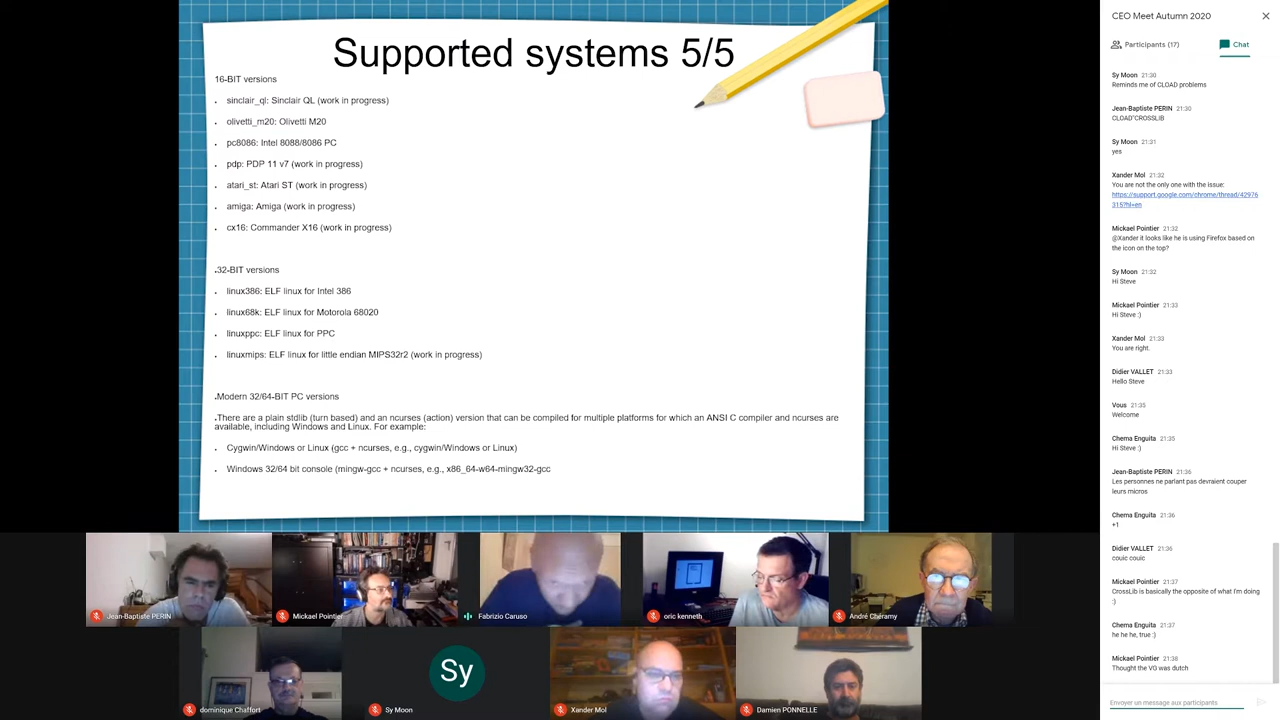 Supported systems 5/5
16-BIT versions
sinclair_ql: Sinclair QL (work in progress)
olivetti_m20: Olivetti M20
pc8086: Intel 8088/8086 PC
pdp: PDP 11 v7 (work in progress)
atari_st: Atari ST (work in progress)
amiga: Amiga (work in progress)
cx16: Commander X16 (work in progress)
32-BIT versions
linux386: ELF linux for Intel 386
linux68k: ELF linux for Motorola 68020
linuxppc: ELF linux for PPC
linuxmips: ELF linux for little endian MIPS32r2 (work in progress)
Modern 32/64-BIT PC versions
There are a plain stdlib (turn based) and an ncurses (action) version that can be compiled for multiple platforms for which an ANSI C compiler and ncurses are
available, including Windows and Linux. For example:
Cygwin/Windows or Linux (gcc + ncurses, e.g., cygwin/Windows or Linux)
Windows 32/64 bit console (mingw-gcc + ncurses, e.g., x86_64-w64-mingw32-gcc
Jean-Baptiste PERIN
Mickael Pointier
Fabrizio Caruso
oric kenneth
André Chéramy
dominique Chaffort
Sy
Sy Moon
Xander Mol
Damien PONNELLE
CEO Meet Autumn 2020
Participants (17)
Chat
Sy Moon 21:30
Reminds me of CLOAD problems
Jean-Baptiste PERIN 21:30
CLOAD"CROSSLIB
Sy Moon 21:31
yes
Xander Mol 21:32
You are not the only one with the issue:
https://support.google.com/chrome/thread/42976
315?hl=en
Mickael Pointier 21:32
@Xander it looks like he is using Firefox based on
the icon on the top?
Sy Moon 21:32
Hi Steve
Mickael Pointier 21:33
Hi Steve :)
Xander Mol 21:33
You are right.
Didier VALLET 21:33
Hello Steve
Vous 21:35
Welcome
Chema Enguita 21:35
Hi Steve :)
Jean-Baptiste PERIN 21:36
Les personnes ne parlant pas devraient couper
leurs micros
Chema Enguita 21:36
+1
Didier VALLET 21:36
couic couic
Mickael Pointier 21:37
CrossLib is basically the opposite of what I'm doing
:)
Chema Enguita 21:37
he he he, true :)
Mickael Pointier 21:38
Thought the VG was dutch
Envoyer un message aux participants